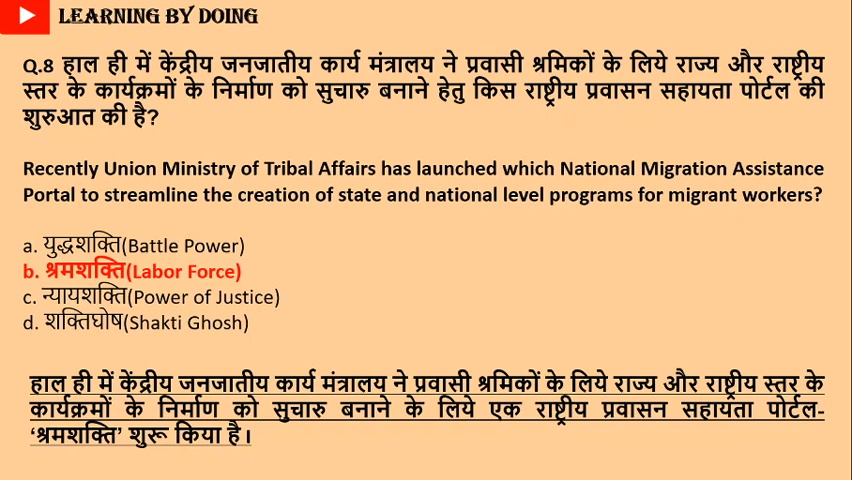 LEARNING BY DOING
Q.8 हाल ही में केंद्रीय जनजातीय कार्य मंत्रालय ने प्रवासी श्रमिकों के लिये राज्य और राष्ट्रीय
स्तर के कार्यक्रमों के निर्माण को सुचारु बनाने हेतु किस राष्ट्रीय प्रवासन सहायता पोर्टल की
शुरुआत की है?
Recently Union Ministry of Tribal Affairs has launched which National Migration Assistance
Portal to streamline the creation of state and national level programs for migrant workers?
a. युद्धशक्ति(Battle Power)
b. श्रमशक्ति(Labor Force)
c. न्यायशक्ति(Power of Justice)
d. शक्तिघोष(Shakti Ghosh)
हाल ही में केंद्रीय जनजातीय कार्य मंत्रालय ने प्रवासी श्रमिकों के लिये राज्य और राष्ट्रीय स्तर के
कार्यक्रमों के निर्माण को सुचारु बनाने के लिये एक राष्ट्रीय प्रवासन सहायता पोर्टल-
‘श्रमशक्ति’ शुरू किया है।